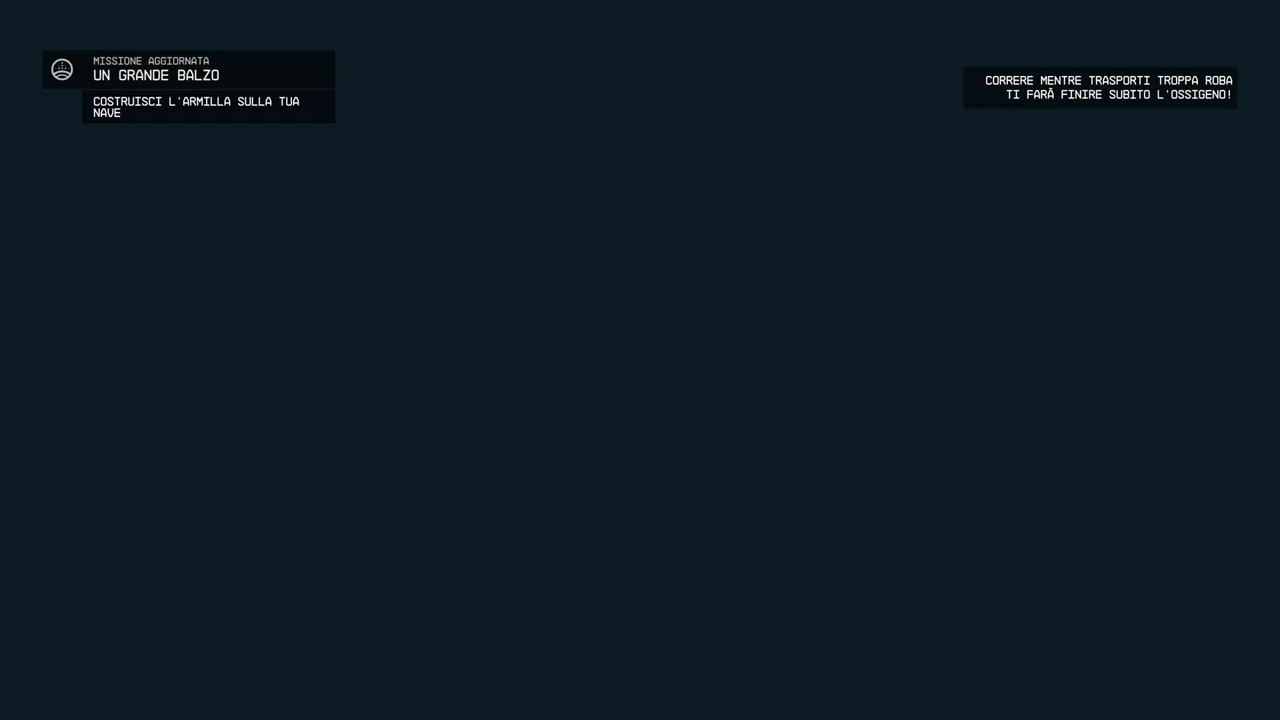 MISSIONE AGGIORNATA
UN GRANDE BALZO
COSTRUISCI L'ARMILLA SULLA TUA
NAVE
CORRERE MENTRE TRASPORTI TROPPA ROBA
TI FARÀ FINIRE SUBITO L'OSSIGENO!